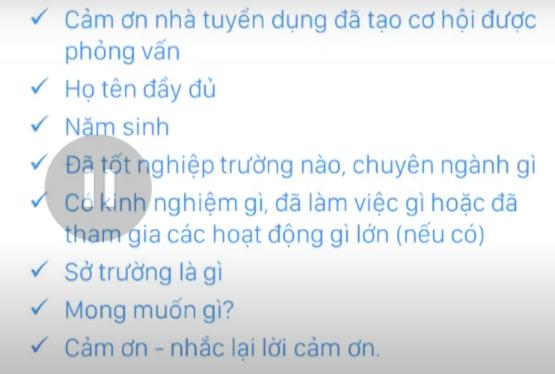 ✓ Cảm ơn nhà tuyển dụng đã tạo cơ hội được
phỏng vấn
✓ Họ tên đầy đủ
✓ Năm sinh
✓ Đã tốt nghiệp trường nào, chuyên ngành gì
✓ Có kinh nghiệm gì, đã làm việc gì hoặc đã
tham gia các hoạt động gì lớn (nếu có)
✓ Sở trường là gì
✓ Mong muốn gì?
✓ Cảm ơn - nhắc lại lời cảm ơn.